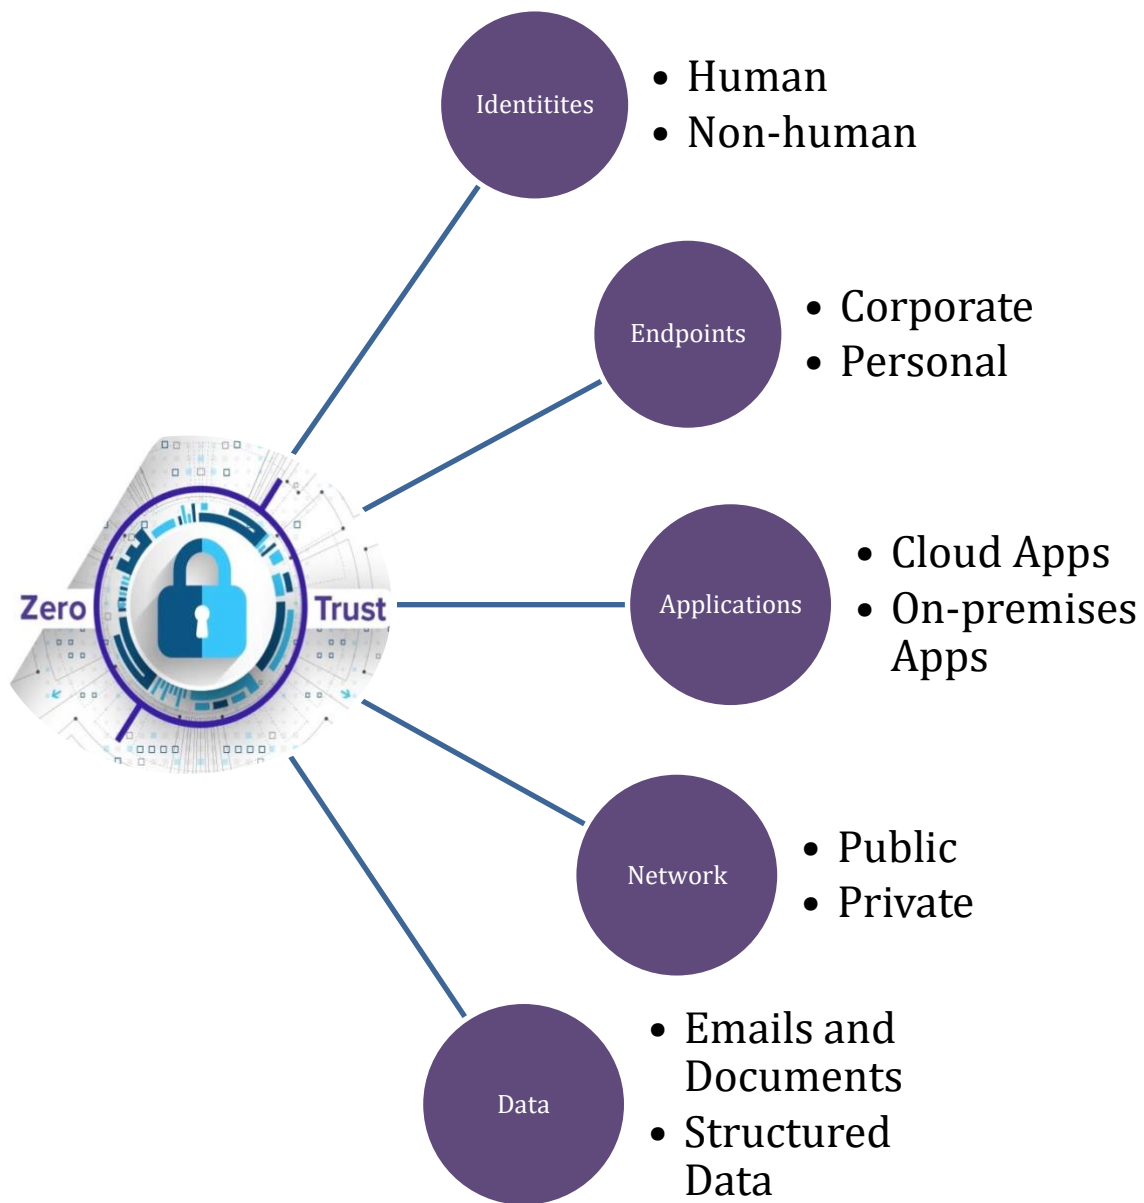 Identitites
• Human
• Non-human
Endpoints
• Corporate
• Personal
Zero Trust
Applications
• Cloud Apps
• On-premises
Apps
Network
• Public
• Private
Data
• Emails and
Documents
• Structured
Data